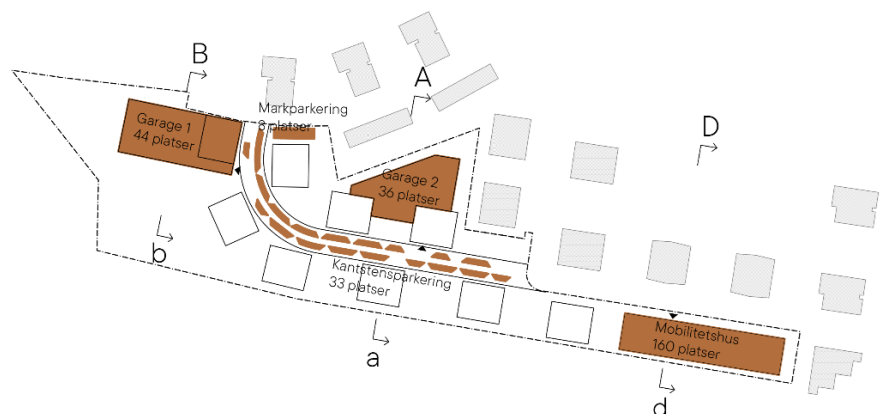 B
A
Markparkering
8 platser
Garage 1
44 platser
D
Garage 2
36 platser
b
Kantstensparkering
33 platser
Mobilitetshus
160 platser
a
d